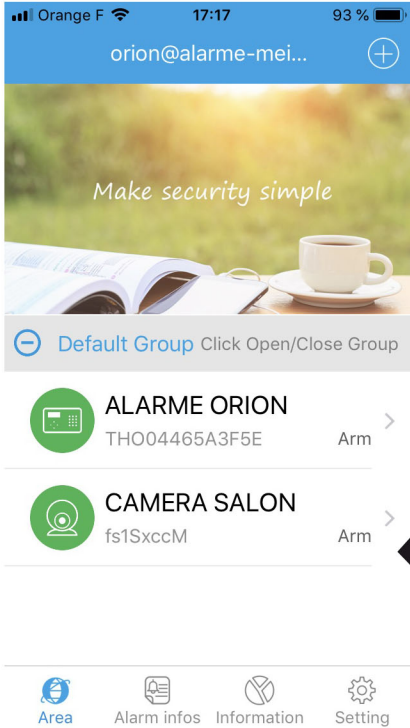 Orange F 17:17 93 %
orion@alarme-mei...
Make security simple
Default Group Click Open/Close Group
ALARME ORION
THO04465A3F5E Arm
CAMERA SALON
fs1SxccM Arm
Area Alarm infos Information Setting